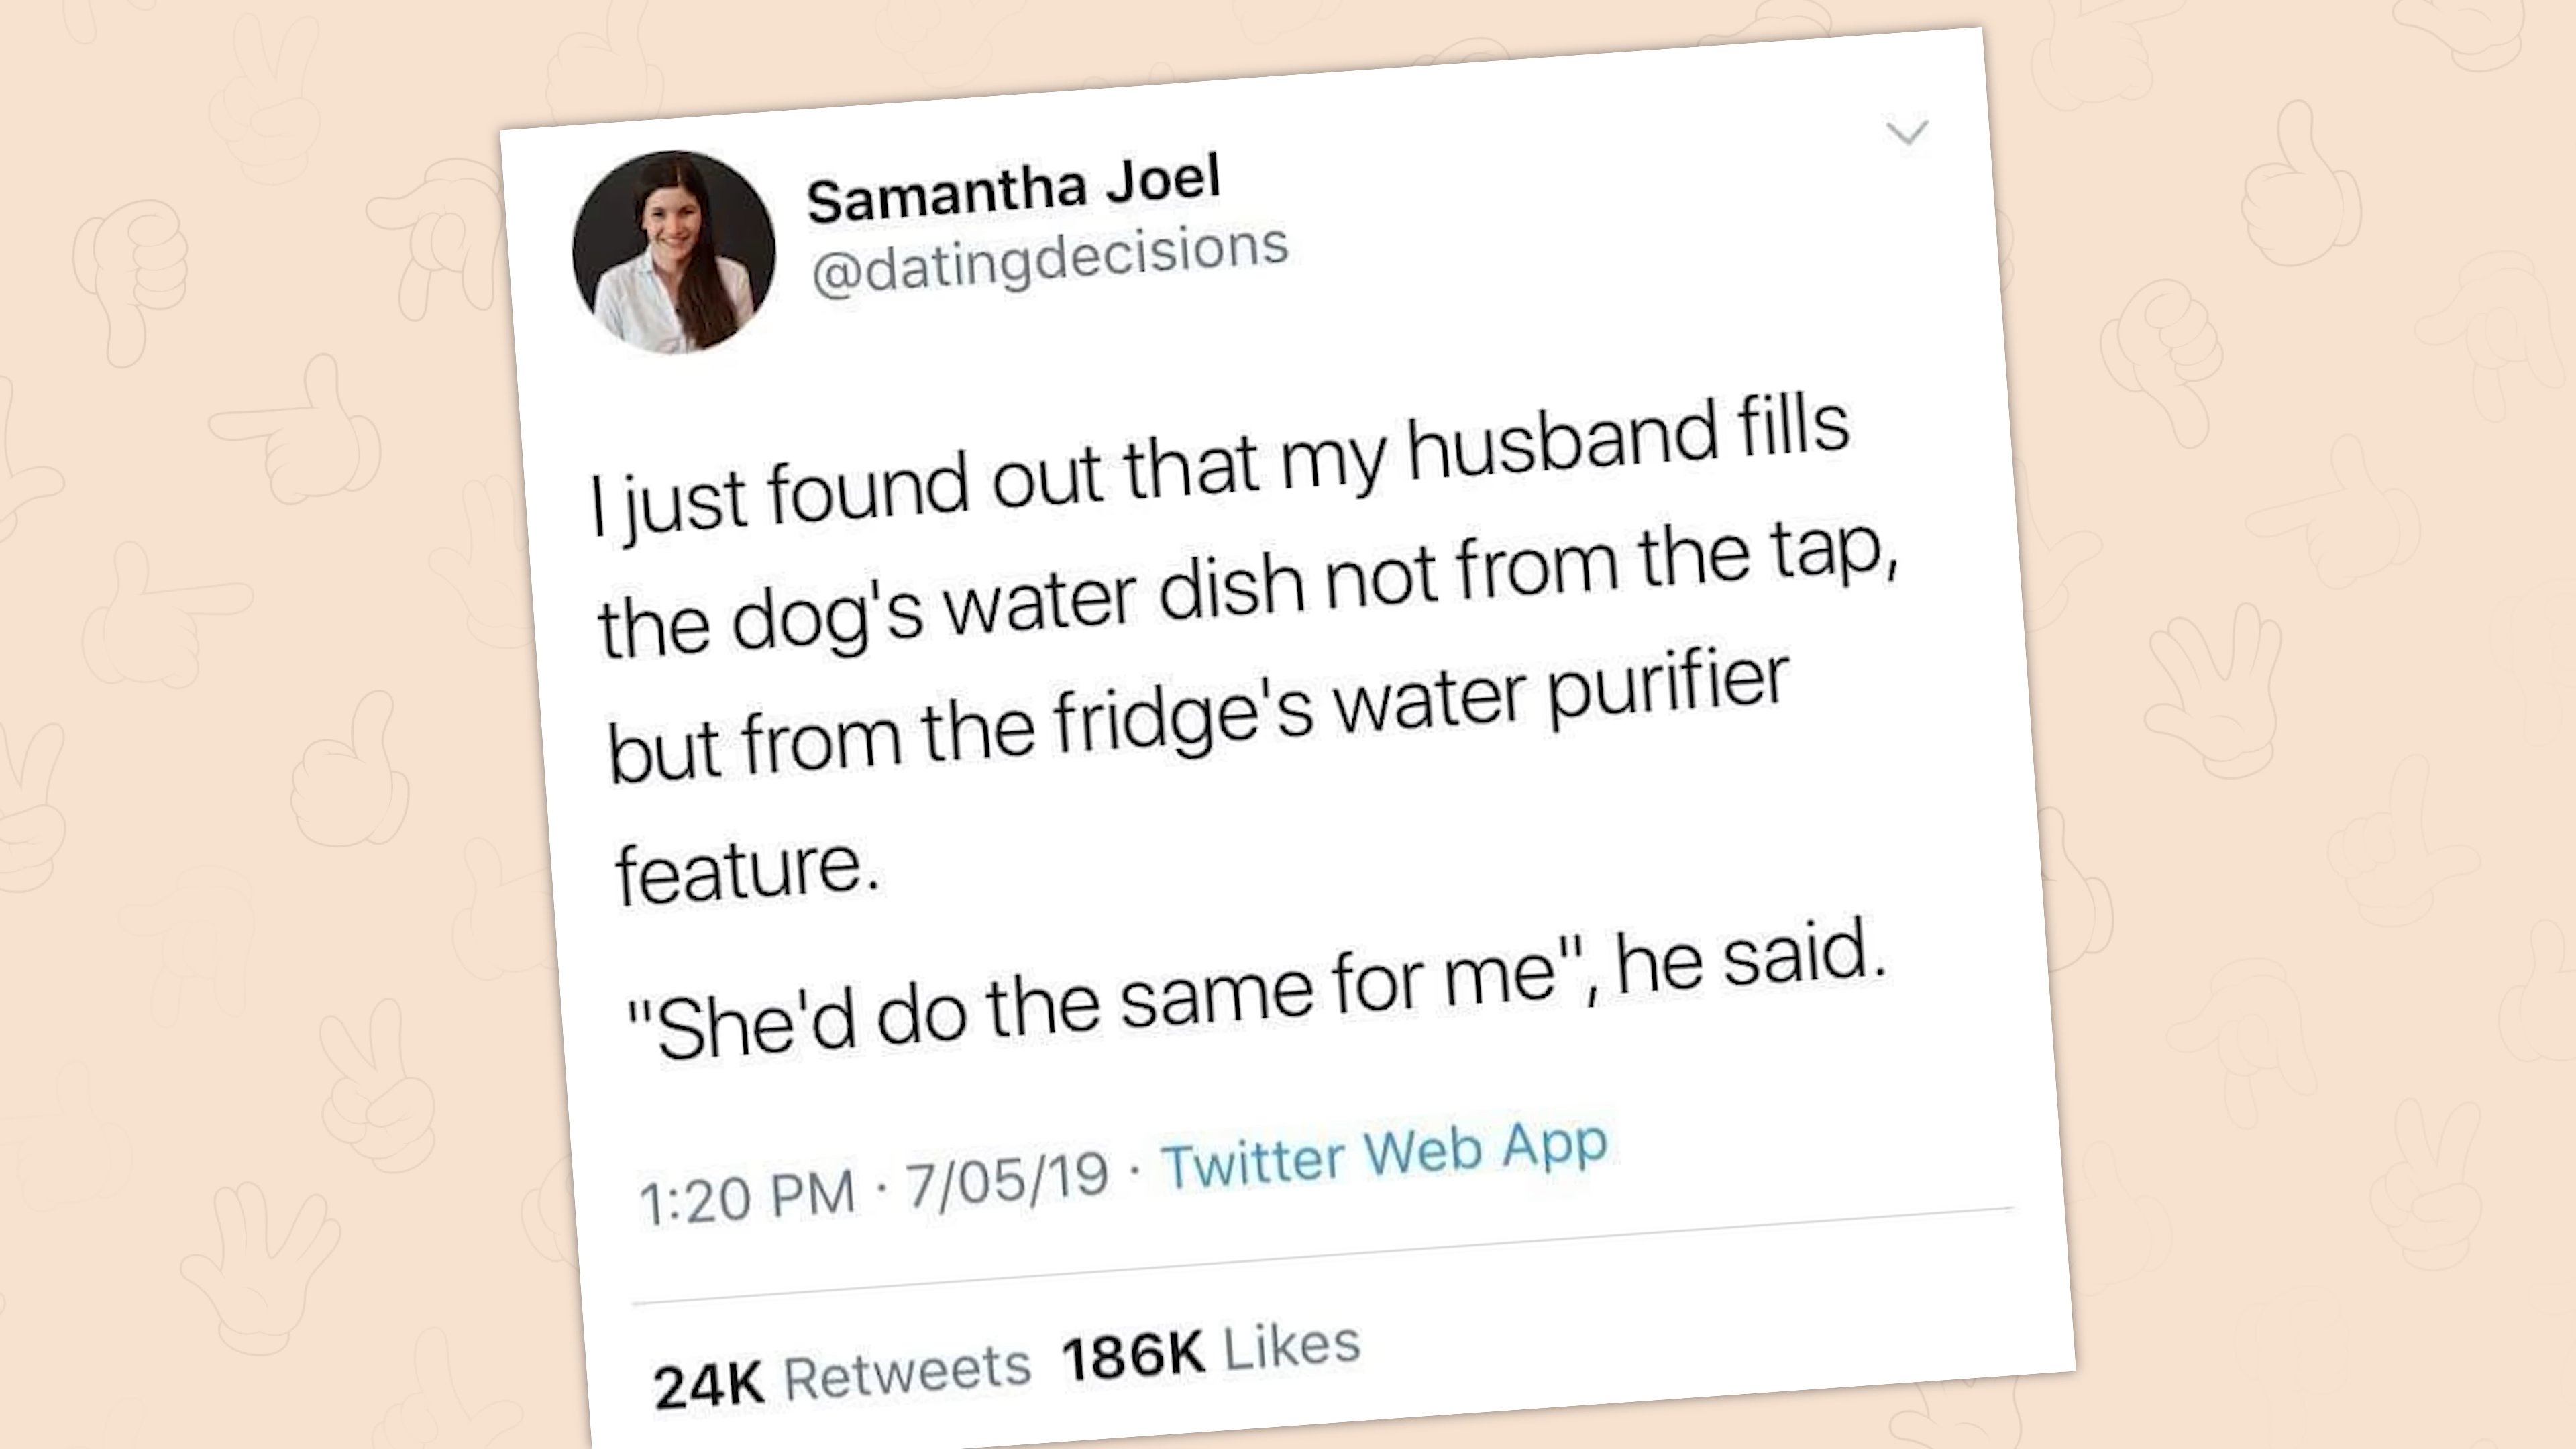 Samantha Joel
@datingdecisions
I just found out that my husband fills
the dog's water dish not from the tap,
but from the fridge's water purifier
feature.
"She'd do the same for me", he said.
1:20 PM · 7/05/19 · Twitter Web App
24K Retweets 186K Likes